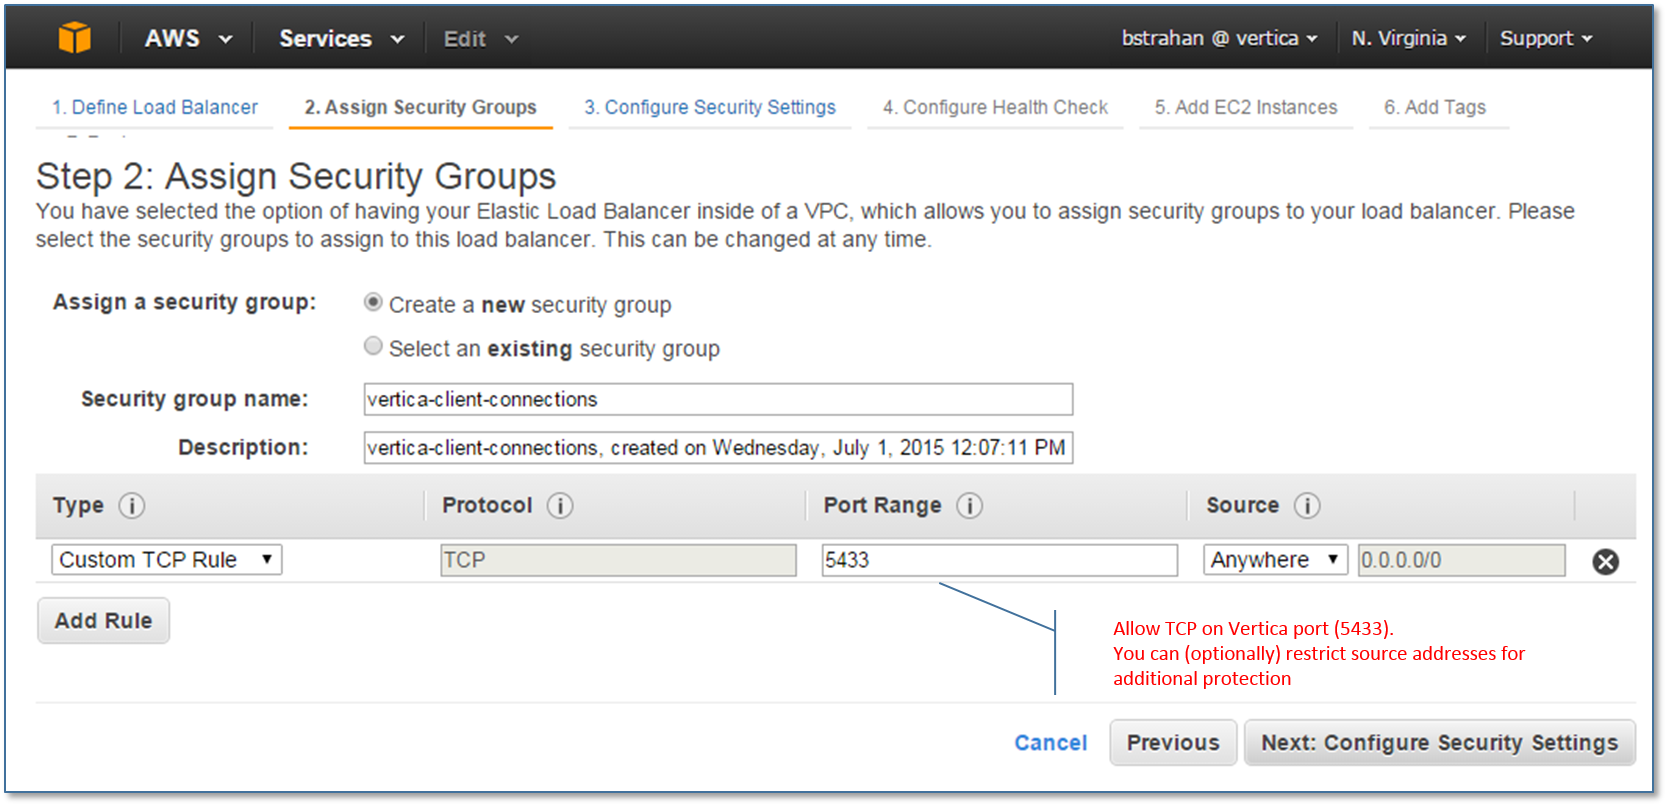 AWS Services Edit bstrahan @ vertica N. Virginia Support
1. Define Load Balancer 2. Assign Security Groups 3. Configure Security Settings 4. Configure Health Check 5. Add EC2 Instances 6. Add Tags
Step 2: Assign Security Groups
You have selected the option of having your Elastic Load Balancer inside of a VPC, which allows you to assign security groups to your load balancer. Please
select the security groups to assign to this load balancer. This can be changed at any time.
Assign a security group: Create a new security group
Select an existing security group
Security group name: vertica-client-connections
Description: vertica-client-connections, created on Wednesday, July 1, 2015 12:07:11 PM
Type i Protocol i Port Range i Source i
Custom TCP Rule TCP 5433 Anywhere 0.0.0.0/0
Add Rule
Allow TCP on Vertica port (5433).
You can (optionally) restrict source addresses for
additional protection
Cancel Previous Next: Configure Security Settings